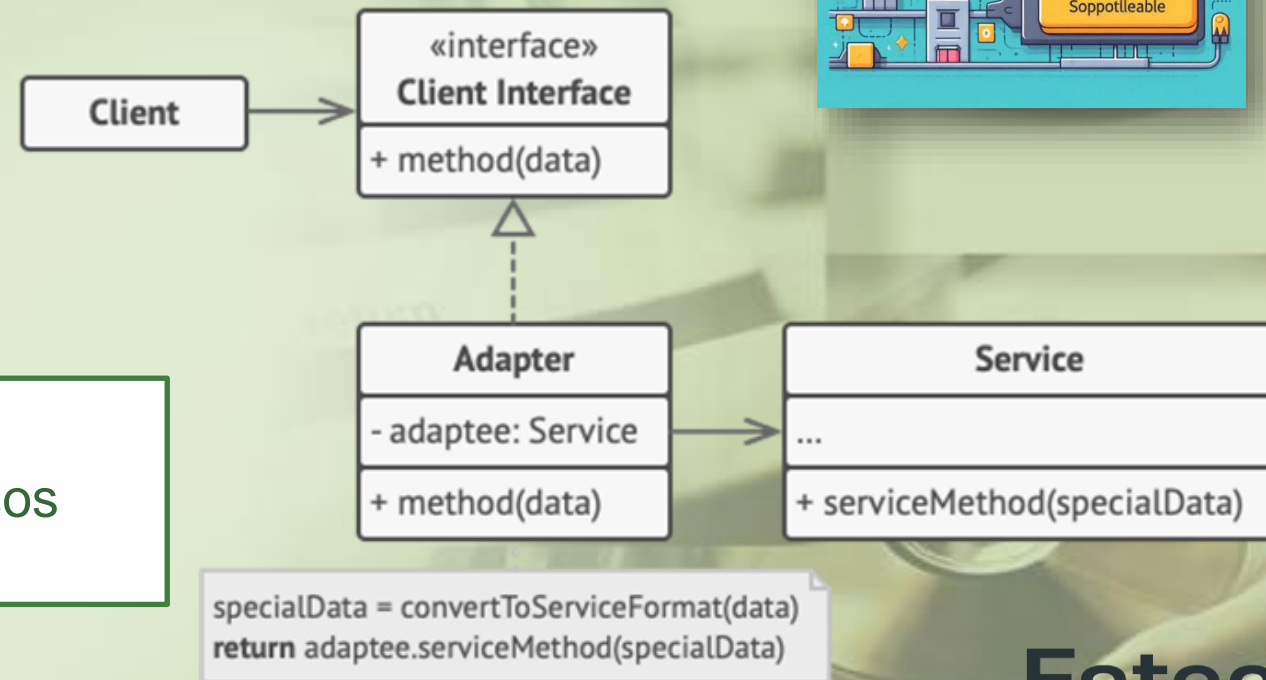 Soppotlleable
«interface»
Client Interface
+ method(data)
Client
Adapter
- adaptee: Service
+ method(data)
Service
...
+ serviceMethod(specialData)
specialData = convertToServiceFormat(data)
return adaptee.serviceMethod(specialData)